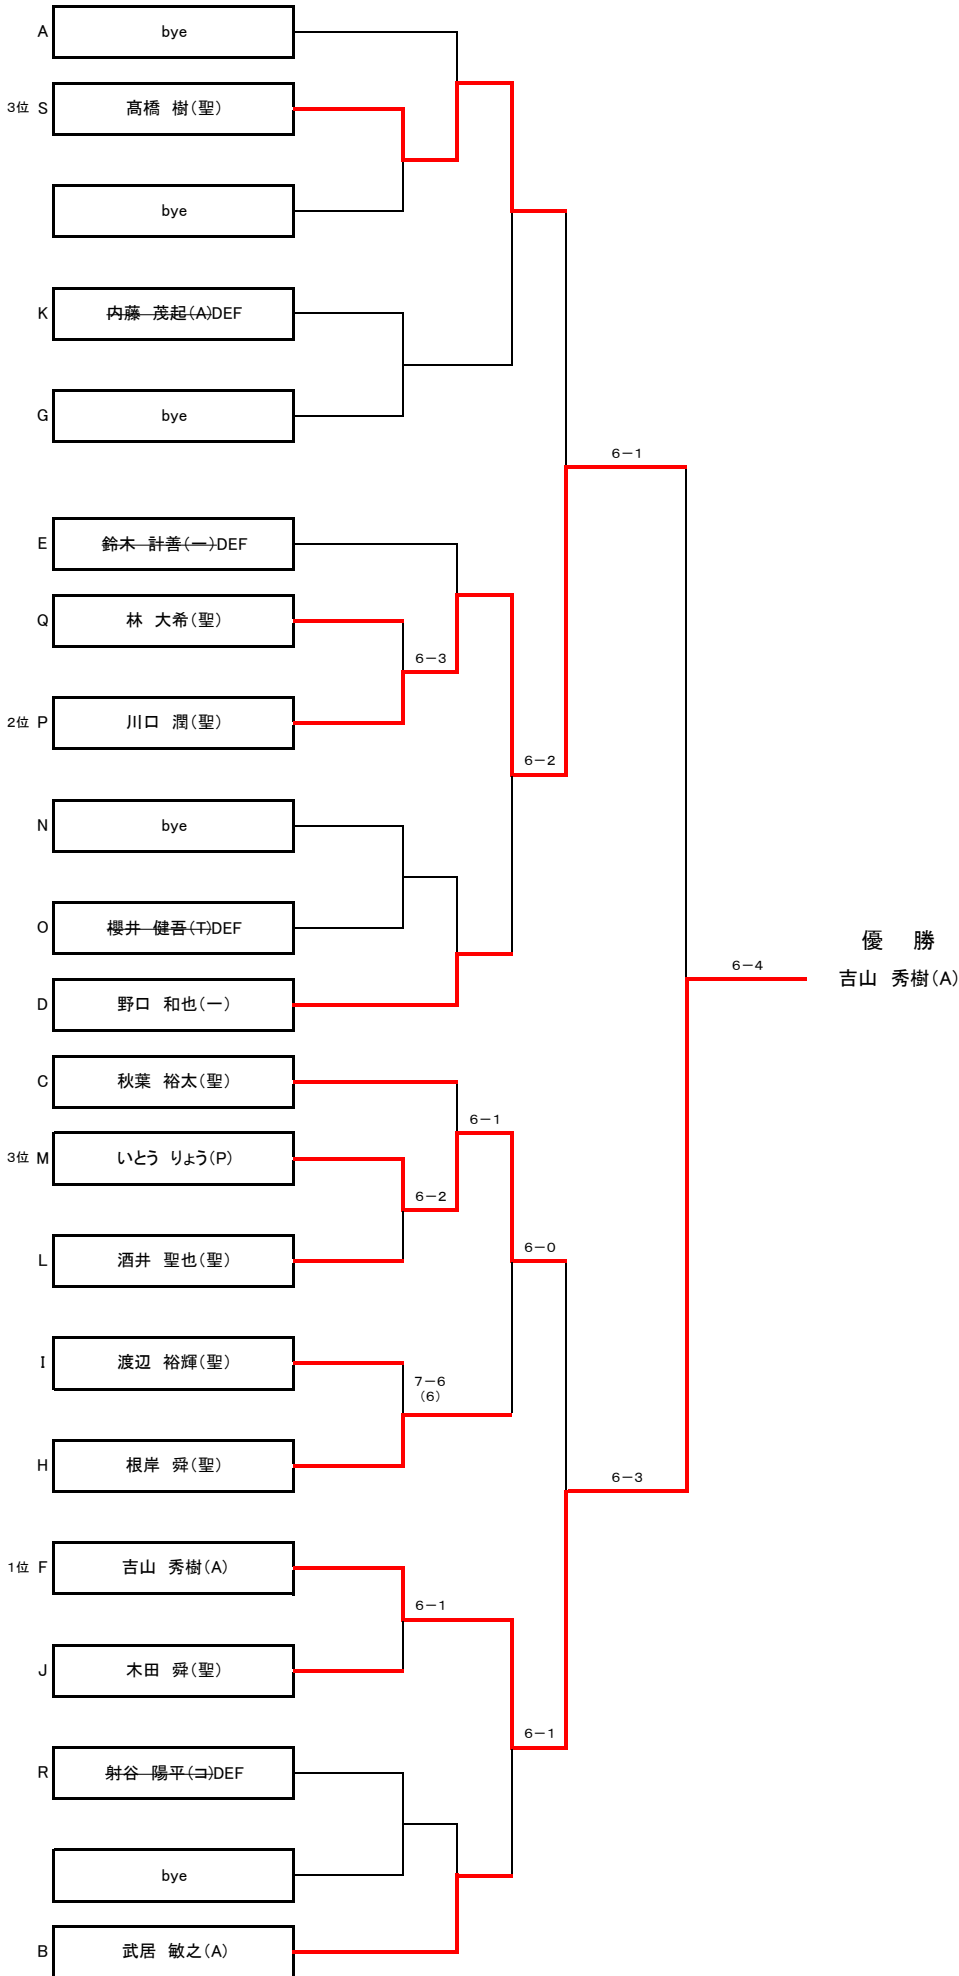 A bye
3位 S 髙橋 樹(聖)
bye
K 内藤 茂起(A)DEF
G bye
6－1
E 鈴木 計善(一)DEF
Q 林 大希(聖)
6－3
2位 P 川口 潤(聖)
6－2
N bye
O 櫻井 健吾(T)DEF
優 勝
6－4
吉山 秀樹(A)
D 野口 和也(一)
C 秋葉 裕太(聖)
6－1
3位 M いとう りょう(P)
6－2
6－0
L 酒井 聖也(聖)
I 渡辺 裕輝(聖)
7－6
(6)
H 根岸 舜(聖)
6－3
1位 F 吉山 秀樹(A)
6－1
J 木田 舜(聖)
6－1
R 射谷 陽平(コ)DEF
bye
B 武居 敏之(A)